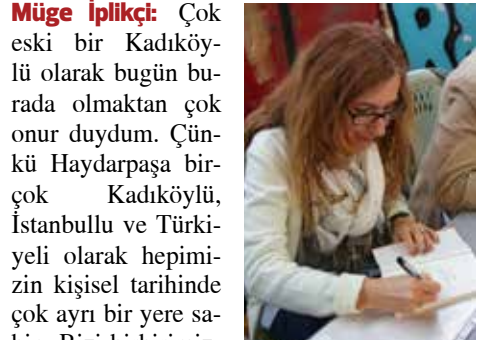 Müge İplikçi: Çok
eski bir Kadıköy-
lü olarak bugün bu-
rada olmaktan çok
onur duydum. Çün-
kü Haydarpaşa bir-
çok Kadıköylü,
İstanbullu ve Türki-
yeli olarak hepimi-
zin kişisel tarihinde
çok ayrı bir yere sa-